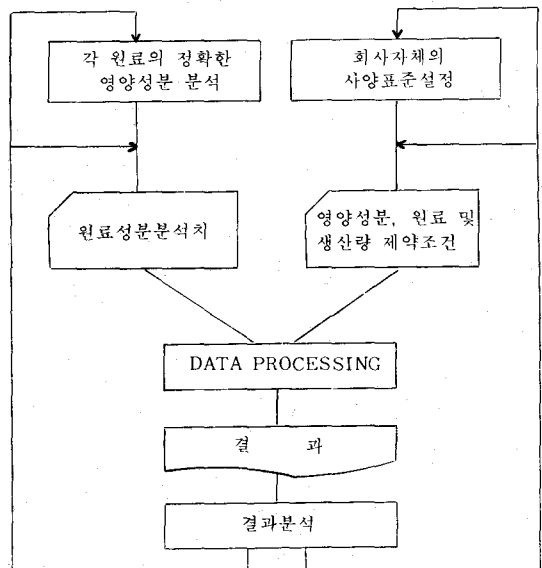 각 원료의 정확한
영양성분 분석
회사자체의
사양표준설정
원료성분분석치
영양성분, 원료 및
생산량 제약조건
DATA PROCESSING
결 과
결과분석